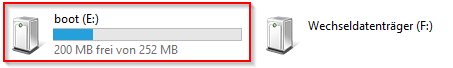 boot (E:)
200 MB frei von 252 MB
Wechseldatenträger (F:)